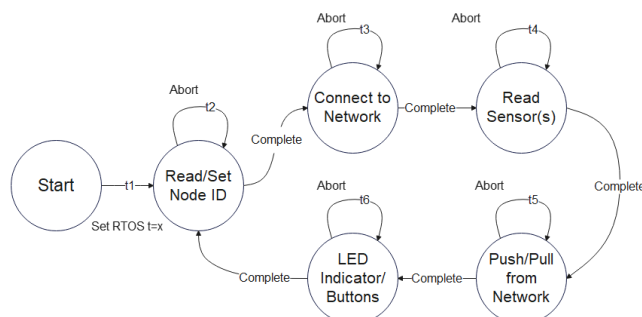 Abort
t3
Abort
t4
Abort
t2
Connect to
Network
Complete
Read
Sensor(s)
Complete
Start
t1
Set RTOS t=x
Read/Set
Node ID
Complete
Abort
t6
Abort
t5
LED
Indicator/
Buttons
Complete
Push/Pull
from
Network
Complete